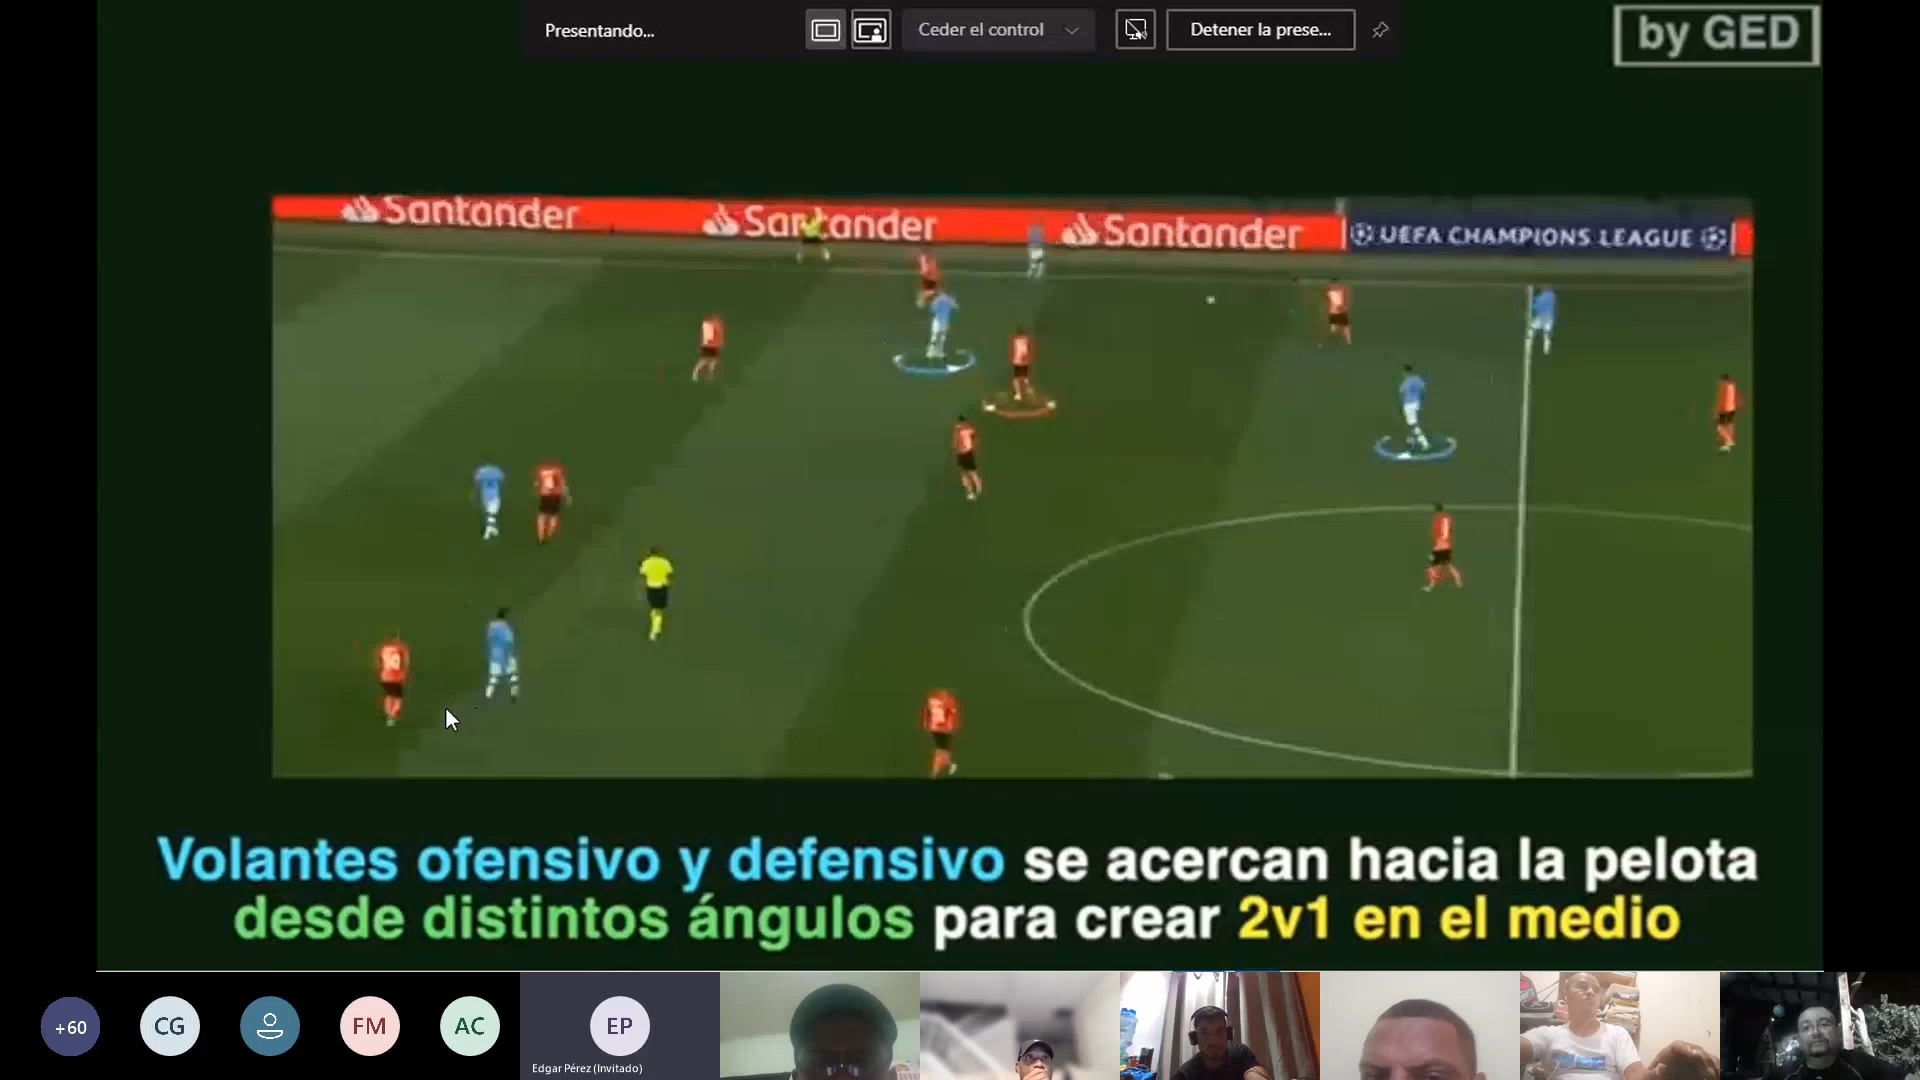 Presentando...
Ceder el control
Detener la prese...
by GED
Santander
Santander
Santander
UEFA CHAMPIONS LEAGUE
Volantes ofensivo y defensivo se acercan hacia la pelota
desde distintos ángulos para crear 2v1 en el medio
+60
CG
FM
AC
EP
Edgar Pérez (Invitado)